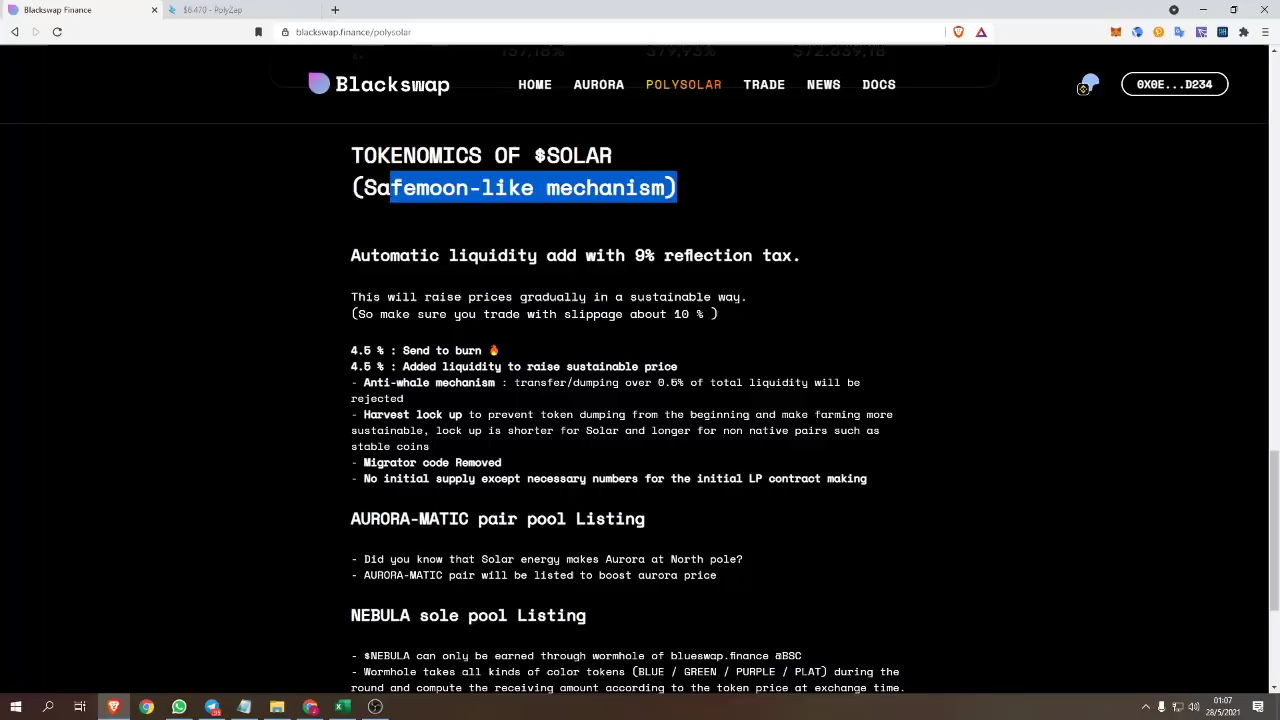 Blackswap Finance
$6.470 - PolyZap
blackswap.finance/polysolar
157,18% 379,93% $72.639,18
Blackswap
HOME AURORA POLYSOLAR TRADE NEWS DOCS
0X0E...D234
TOKENOMICS OF $SOLAR
(Safemoon-like mechanism)
Automatic liquidity add with 9% reflection tax.
This will raise prices gradually in a sustainable way.
(So make sure you trade with slippage about 10 % )
4.5 % : Send to burn 🔥
4.5 % : Added liquidity to raise sustainable price
- Anti-whale mechanism : transfer/dumping over 0.5% of total liquidity will be
rejected
- Harvest lock up to prevent token dumping from the beginning and make farming more
sustainable, lock up is shorter for Solar and longer for non native pairs such as
stable coins
- Migrator code Removed
- No initial supply except necessary numbers for the initial LP contract making
AURORA-MATIC pair pool Listing
- Did you know that Solar energy makes Aurora at North pole?
- AURORA-MATIC pair will be listed to boost aurora price
NEBULA sole pool Listing
- $NEBULA can only be earned through wormhole of blueswap.finance @BSC
- Wormhole takes all kinds of color tokens (BLUE / GREEN / PURPLE / PLAT) during the
round and compute the receiving amount according to the token price at exchange time.
01:07
28/5/2021